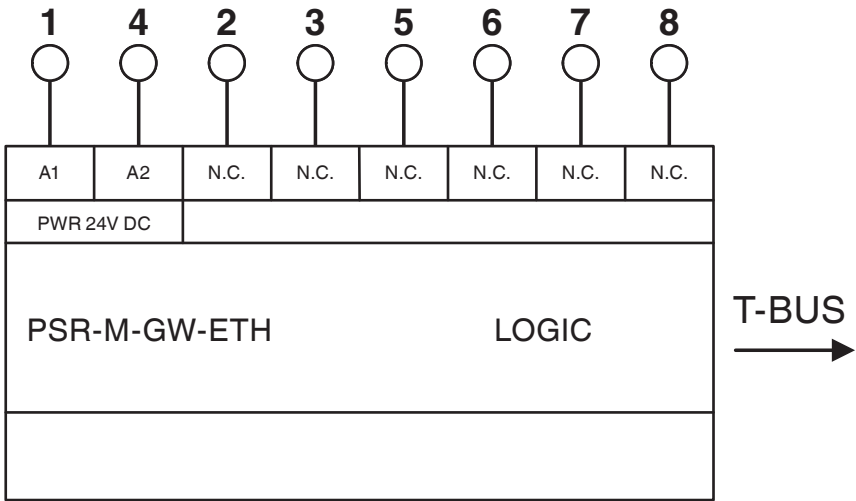 1 4 2 3 5 6 7 8
A1 A2 N.C. N.C. N.C. N.C. N.C. N.C.
PWR 24V DC
PSR-M-GW-ETH LOGIC
T-BUS